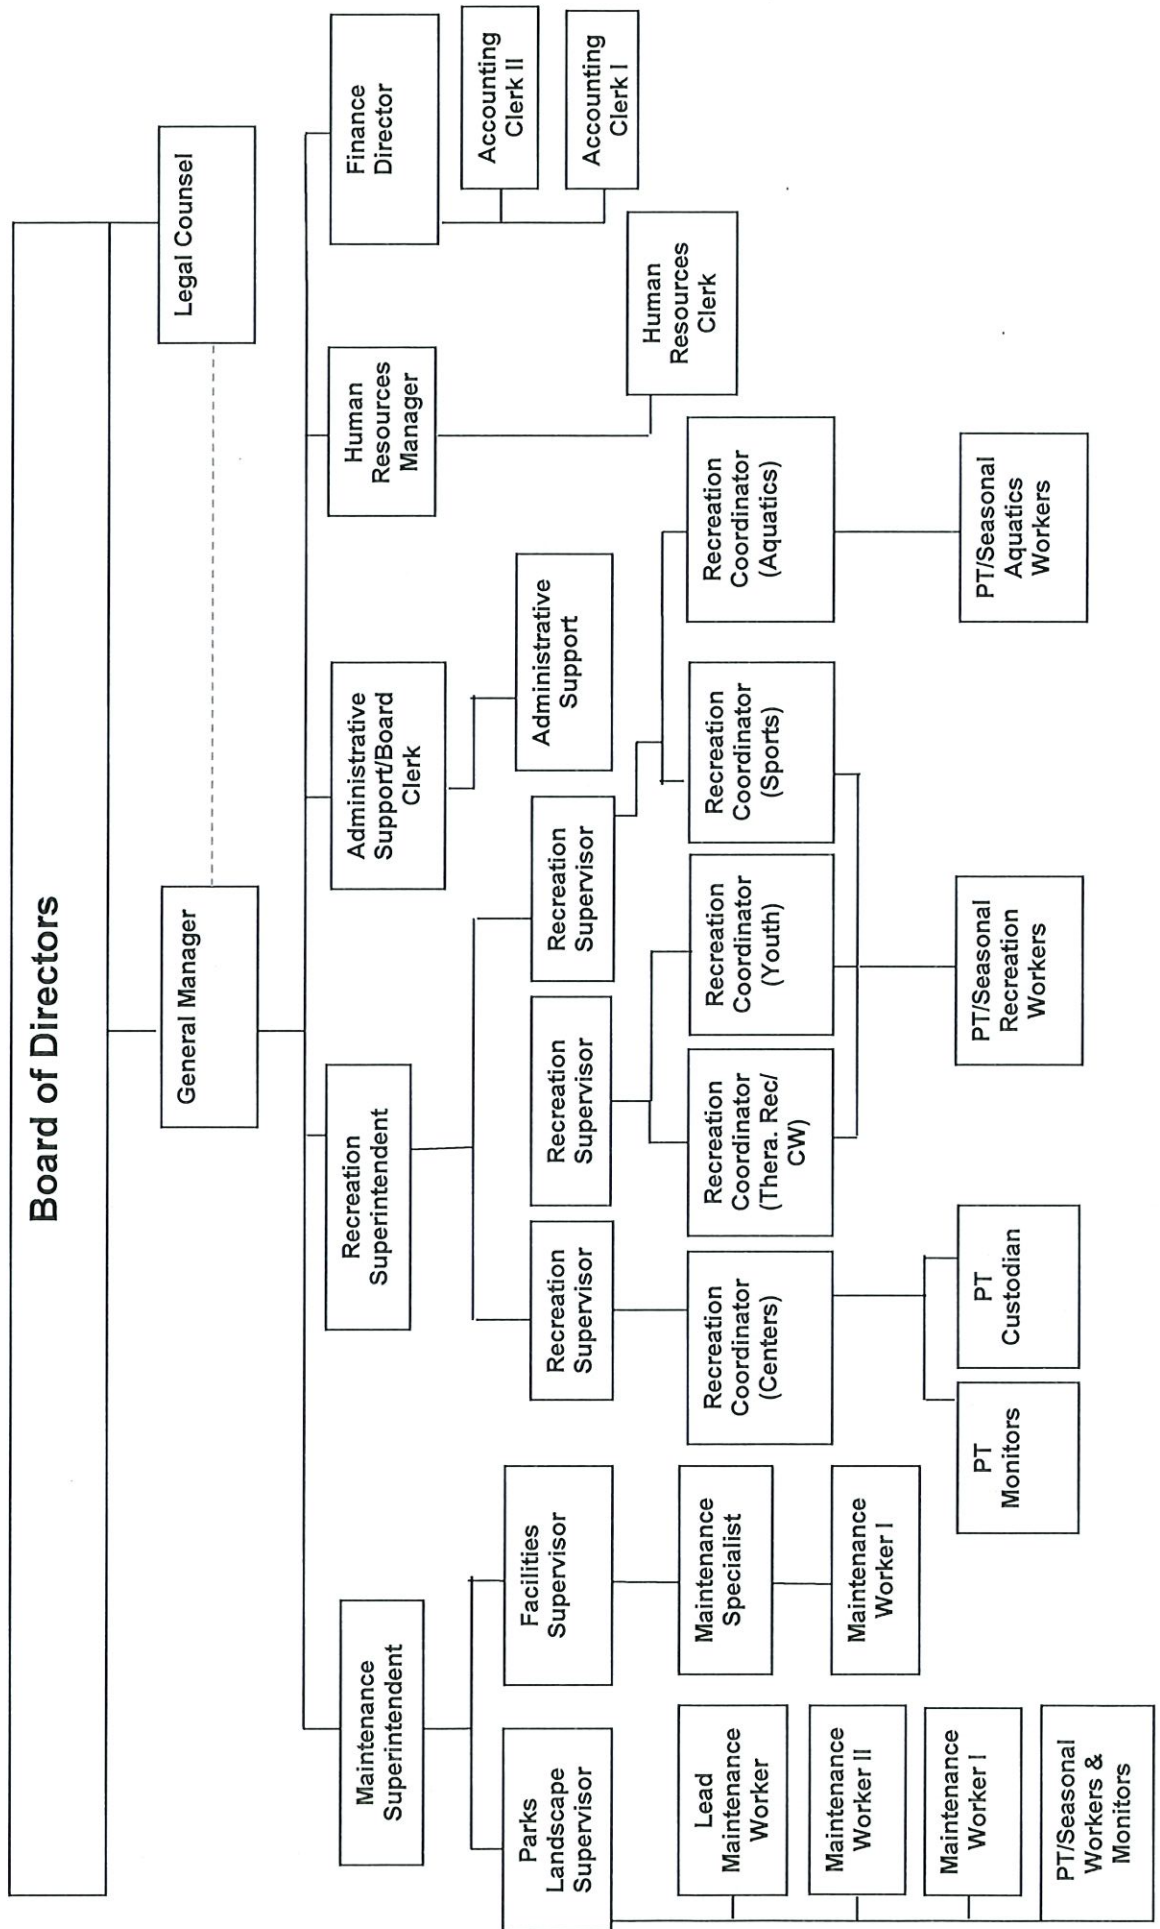 Board of Directors
General Manager
Legal Counsel
Maintenance
Superintendent
Recreation
Superintendent
Administrative
Support/Board
Clerk
Human
Resources
Manager
Finance
Director
Parks
Landscape
Supervisor
Facilities
Supervisor
Recreation
Supervisor
Recreation
Supervisor
Recreation
Supervisor
Administrative
Support
Accounting
Clerk II
Accounting
Clerk I
Human
Resources
Clerk
Lead
Maintenance
Worker
Maintenance
Specialist
Recreation
Coordinator
(Centers)
Recreation
Coordinator
(Thera. Rec/
CW)
Recreation
Coordinator
(Youth)
Recreation
Coordinator
(Sports)
Recreation
Coordinator
(Aquatics)
Maintenance
Worker II
Maintenance
Worker I
Maintenance
Worker I
PT/Seasonal
Workers &
Monitors
PT
Monitors
PT
Custodian
PT/Seasonal
Recreation
Workers
PT/Seasonal
Aquatics
Workers